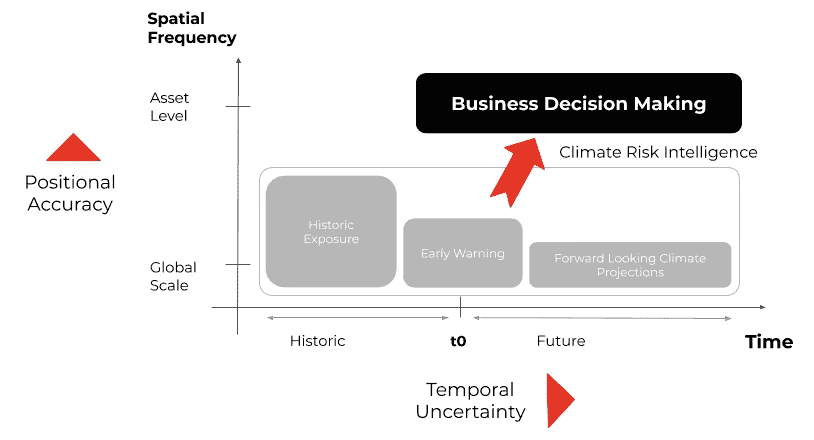 Spatial
Frequency
Asset
Level
Business Decision Making
Climate Risk Intelligence
Positional
Accuracy
Historic
Exposure
Early Warning
Forward Looking Climate
Projections
Global
Scale
Historic
t0
Future
Time
Temporal
Uncertainty